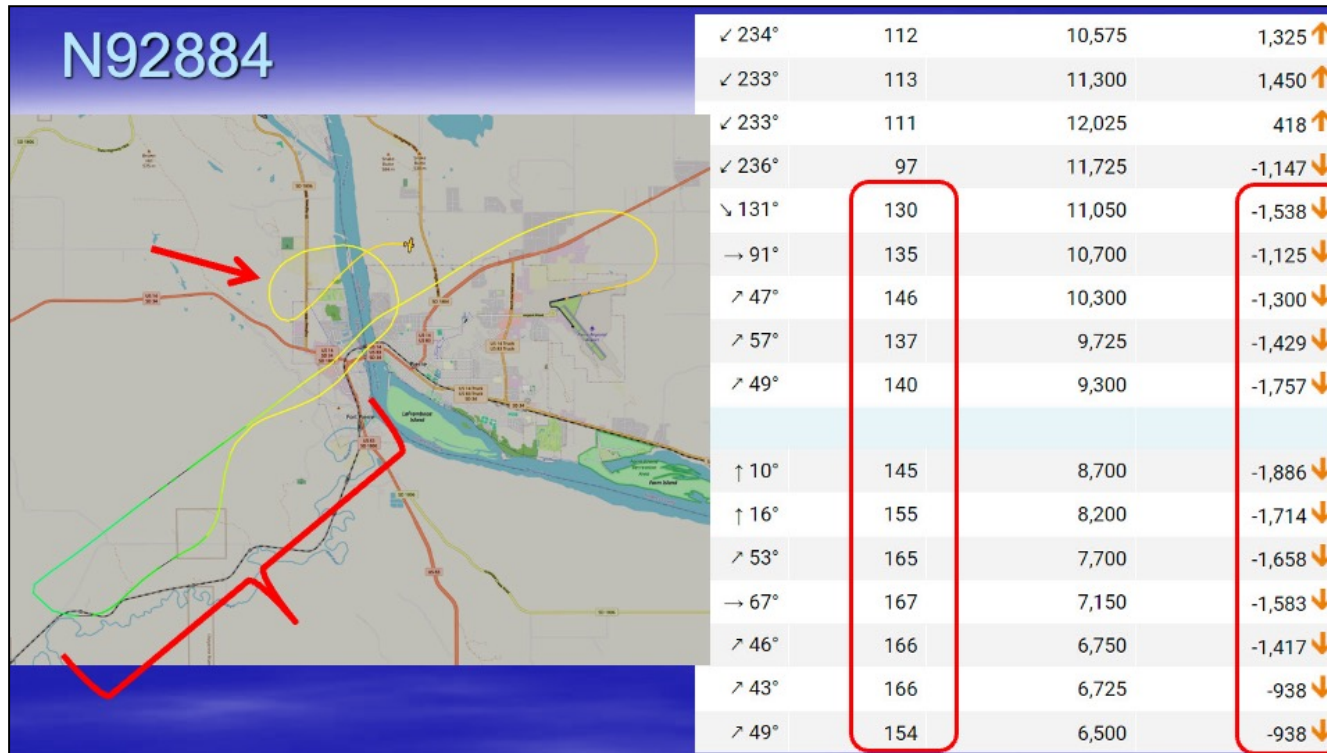 N92884
↙ 234° 112 10,575 1,325 ↑
↙ 233° 113 11,300 1,450 ↑
↙ 233° 111 12,025 418 ↑
↙ 236° 97 11,725 -1,147 ↓
↘ 131° 130 11,050 -1,538 ↓
→ 91° 135 10,700 -1,125 ↓
↗ 47° 146 10,300 -1,300 ↓
↗ 57° 137 9,725 -1,429 ↓
↗ 49° 140 9,300 -1,757 ↓
↑ 10° 145 8,700 -1,886 ↓
↑ 16° 155 8,200 -1,714 ↓
↗ 53° 165 7,700 -1,658 ↓
→ 67° 167 7,150 -1,583 ↓
↗ 46° 166 6,750 -1,417 ↓
↗ 43° 166 6,725 -938 ↓
↗ 49° 154 6,500 -938 ↓
LaFramboise
Island
Farm Island